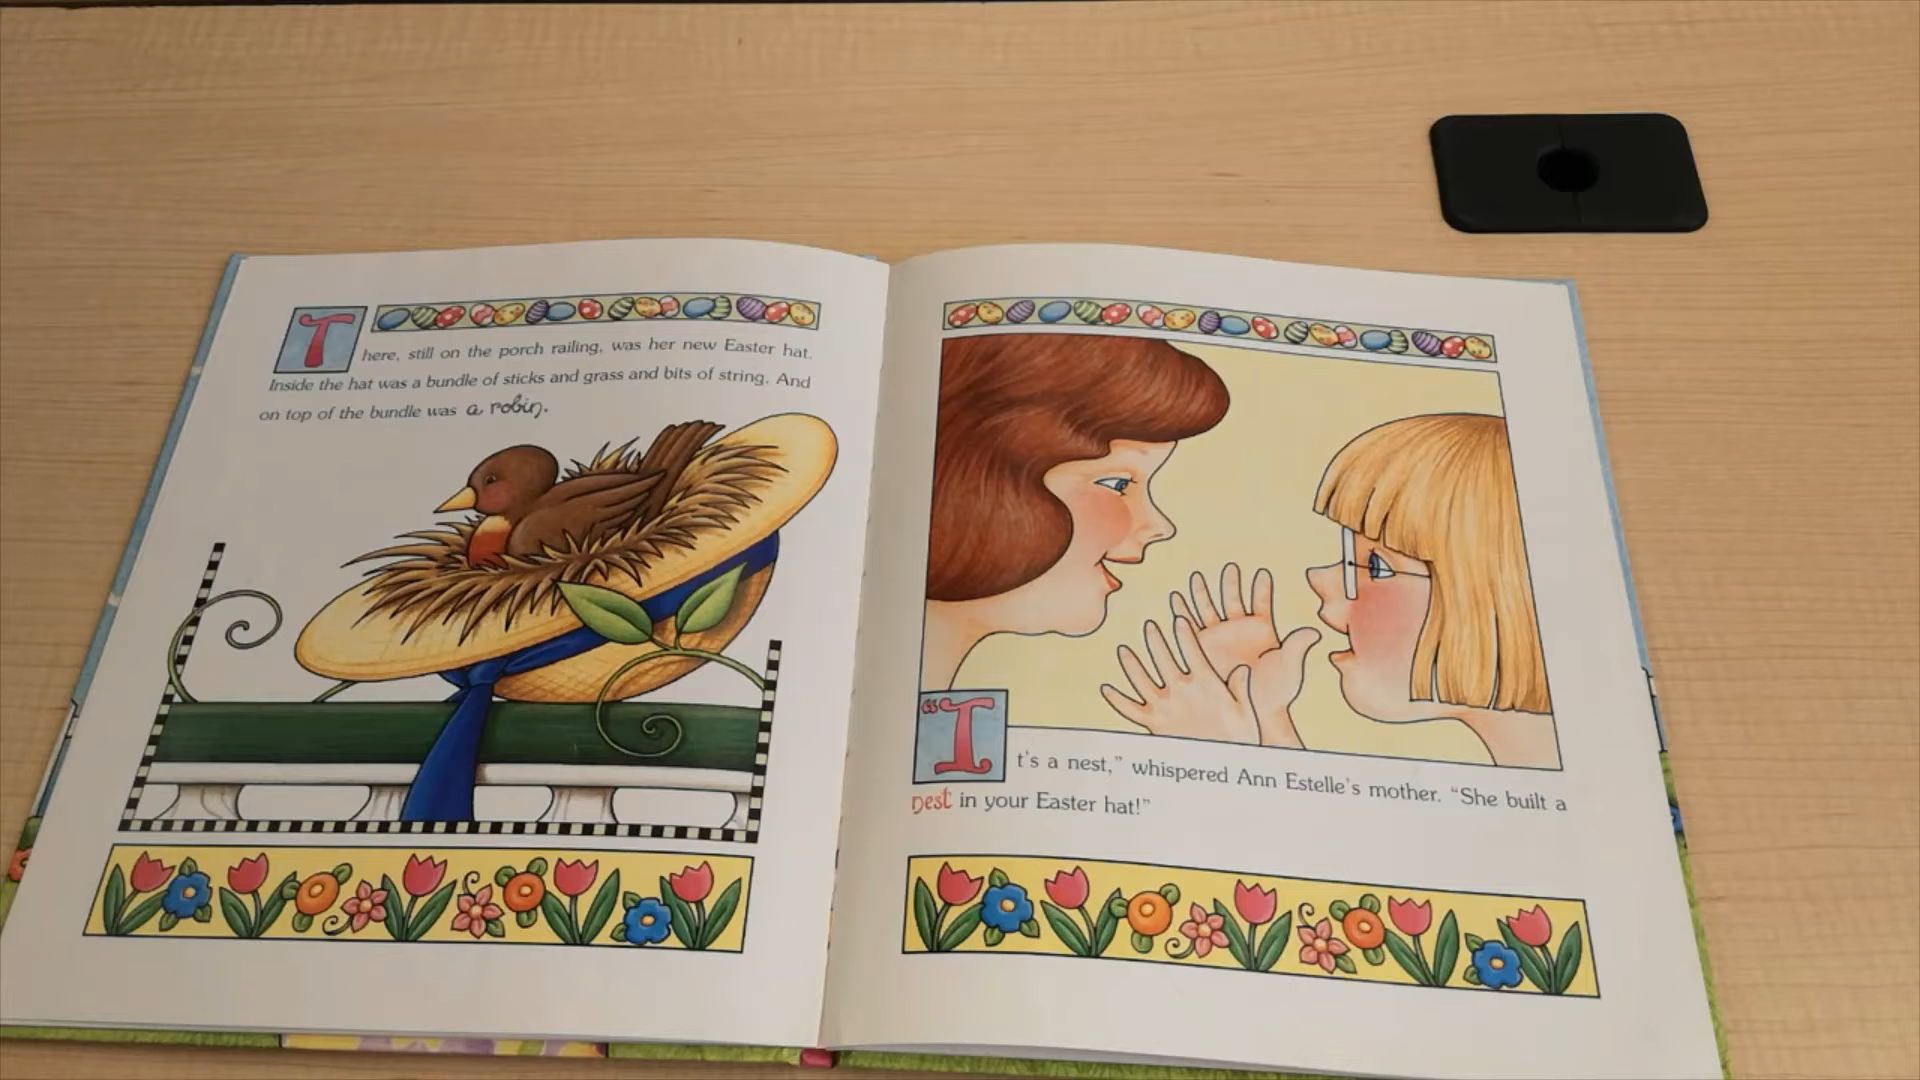 There, still on the porch railing, was her new Easter hat.
Inside the hat was a bundle of sticks and grass and bits of string. And
on top of the bundle was a robin.
"It's a nest," whispered Ann Estelle's mother. "She built a
nest in your Easter hat!"